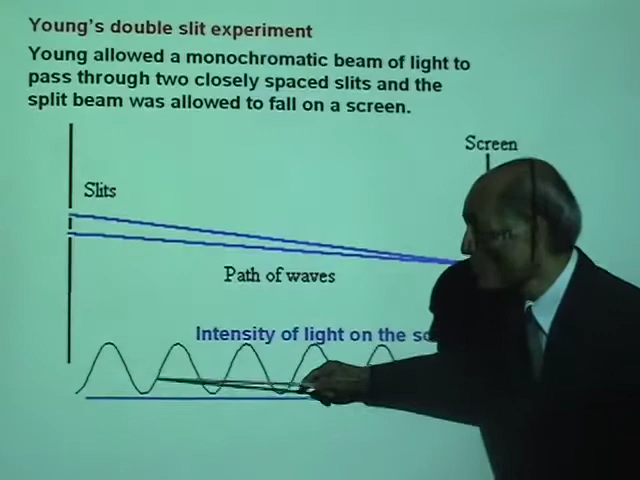 Young's double slit experiment
Young allowed a monochromatic beam of light to
pass through two closely spaced slits and the
split beam was allowed to fall on a screen.
Screen
Slits
Path of waves
Intensity of light on the sc